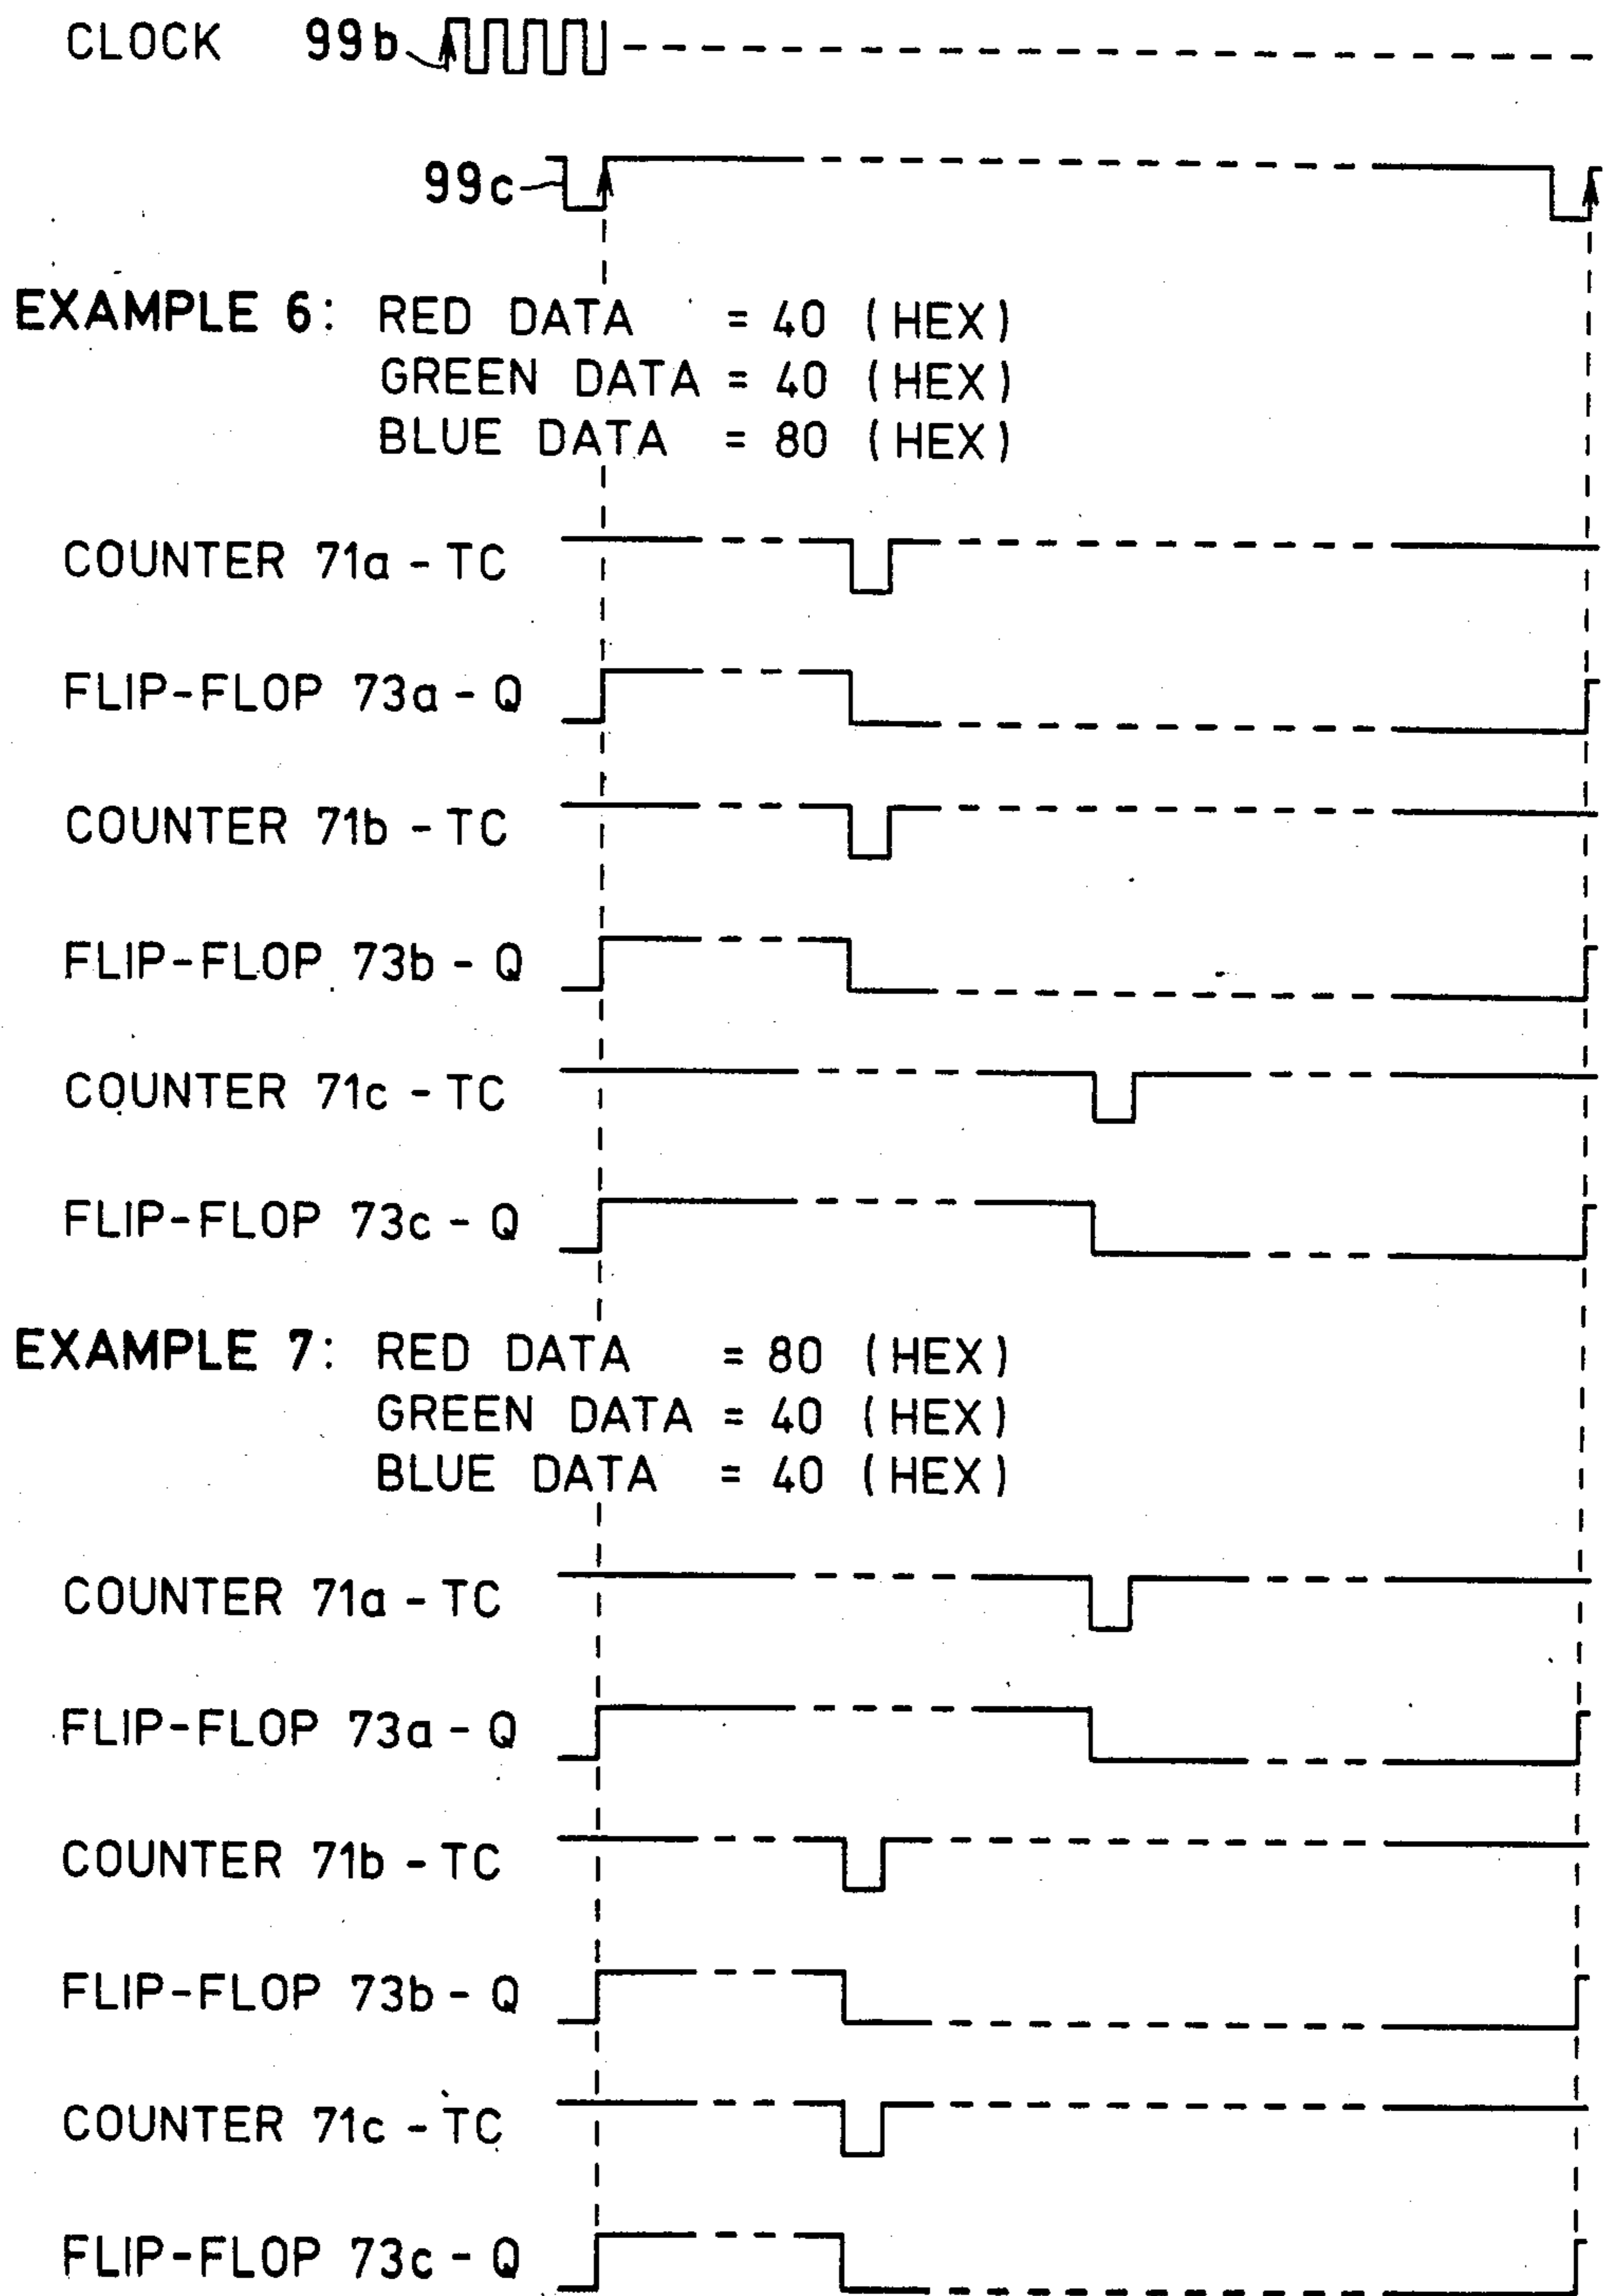 CLOCK 99b
99c
EXAMPLE 6: RED DATA = 40 (HEX)
GREEN DATA = 40 (HEX)
BLUE DATA = 80 (HEX)
COUNTER 71a - TC
FLIP-FLOP 73a - Q
COUNTER 71b - TC
FLIP-FLOP 73b - Q
COUNTER 71c - TC
FLIP-FLOP 73c - Q
EXAMPLE 7: RED DATA = 80 (HEX)
GREEN DATA = 40 (HEX)
BLUE DATA = 40 (HEX)
COUNTER 71a - TC
FLIP-FLOP 73a - Q
COUNTER 71b - TC
FLIP-FLOP 73b - Q
COUNTER 71c - TC
FLIP-FLOP 73c - Q